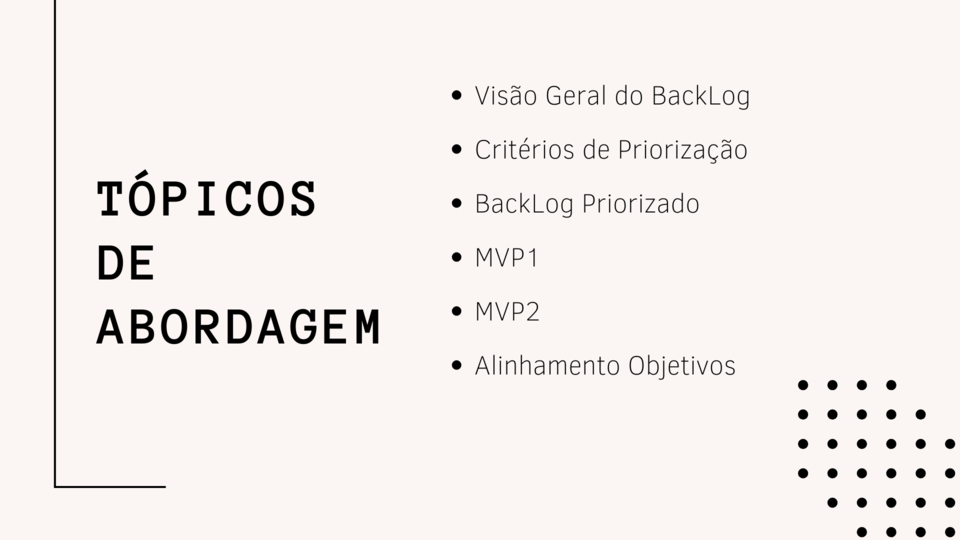 TÓPICOS
DE
ABORDAGEM
Visão Geral do BackLog
Critérios de Priorização
BackLog Priorizado
MVP1
MVP2
Alinhamento Objetivos